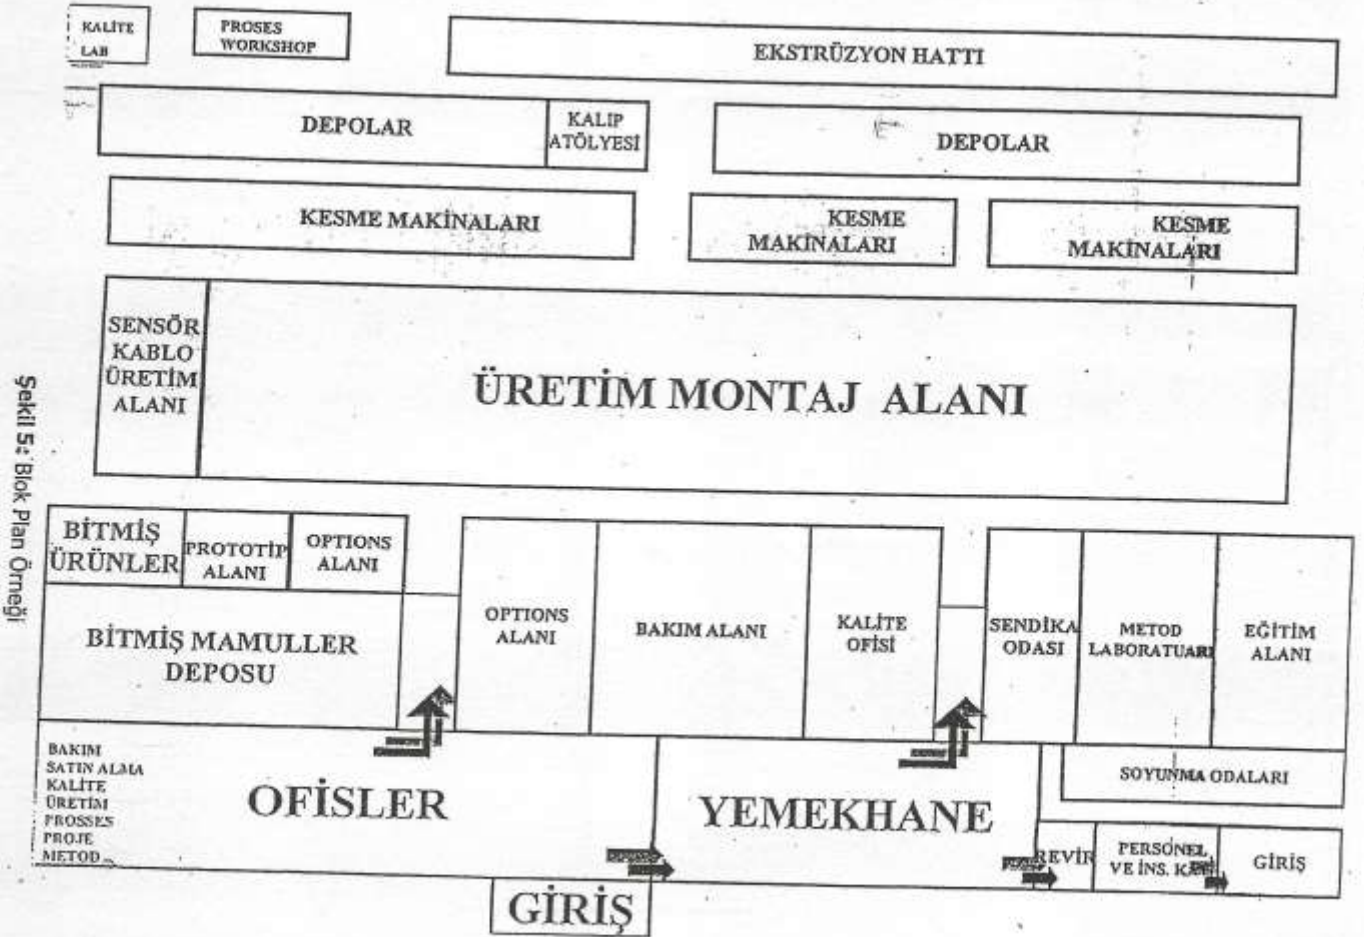 KALİTE
LAB
PROSES
WORKSHOP
EKSTRÜZYON HATTI
DEPOLAR
KALIP
ATÖLYESİ
DEPOLAR
KESME MAKİNALARI
KESME
MAKİNALARI
KESME
MAKİNALARI
SENSÖR
KABLO
ÜRETİM
ALANI
ÜRETİM MONTAJ ALANI
BİTMİŞ
ÜRÜNLER
PROTOTİP
ALANI
OPTIONS
ALANI
BİTMİŞ MAMULLER
DEPOSU
OPTIONS
ALANI
BAKIM ALANI
KALİTE
OFİSİ
SENDİKA
ODASI
METOD
LABORATUARI
EĞİTİM
ALANI
BAKIM
SATIN ALMA
KALİTE
ÜRETİM
PROSSES
PROJE
METOD
OFİSLER
YEMEKHANE
SOYUNMA ODALARI
REVİR
PERSONEL
VE İNS.
GİRİŞ
GİRİŞ
Şekil 5: Blok Plan Örneği